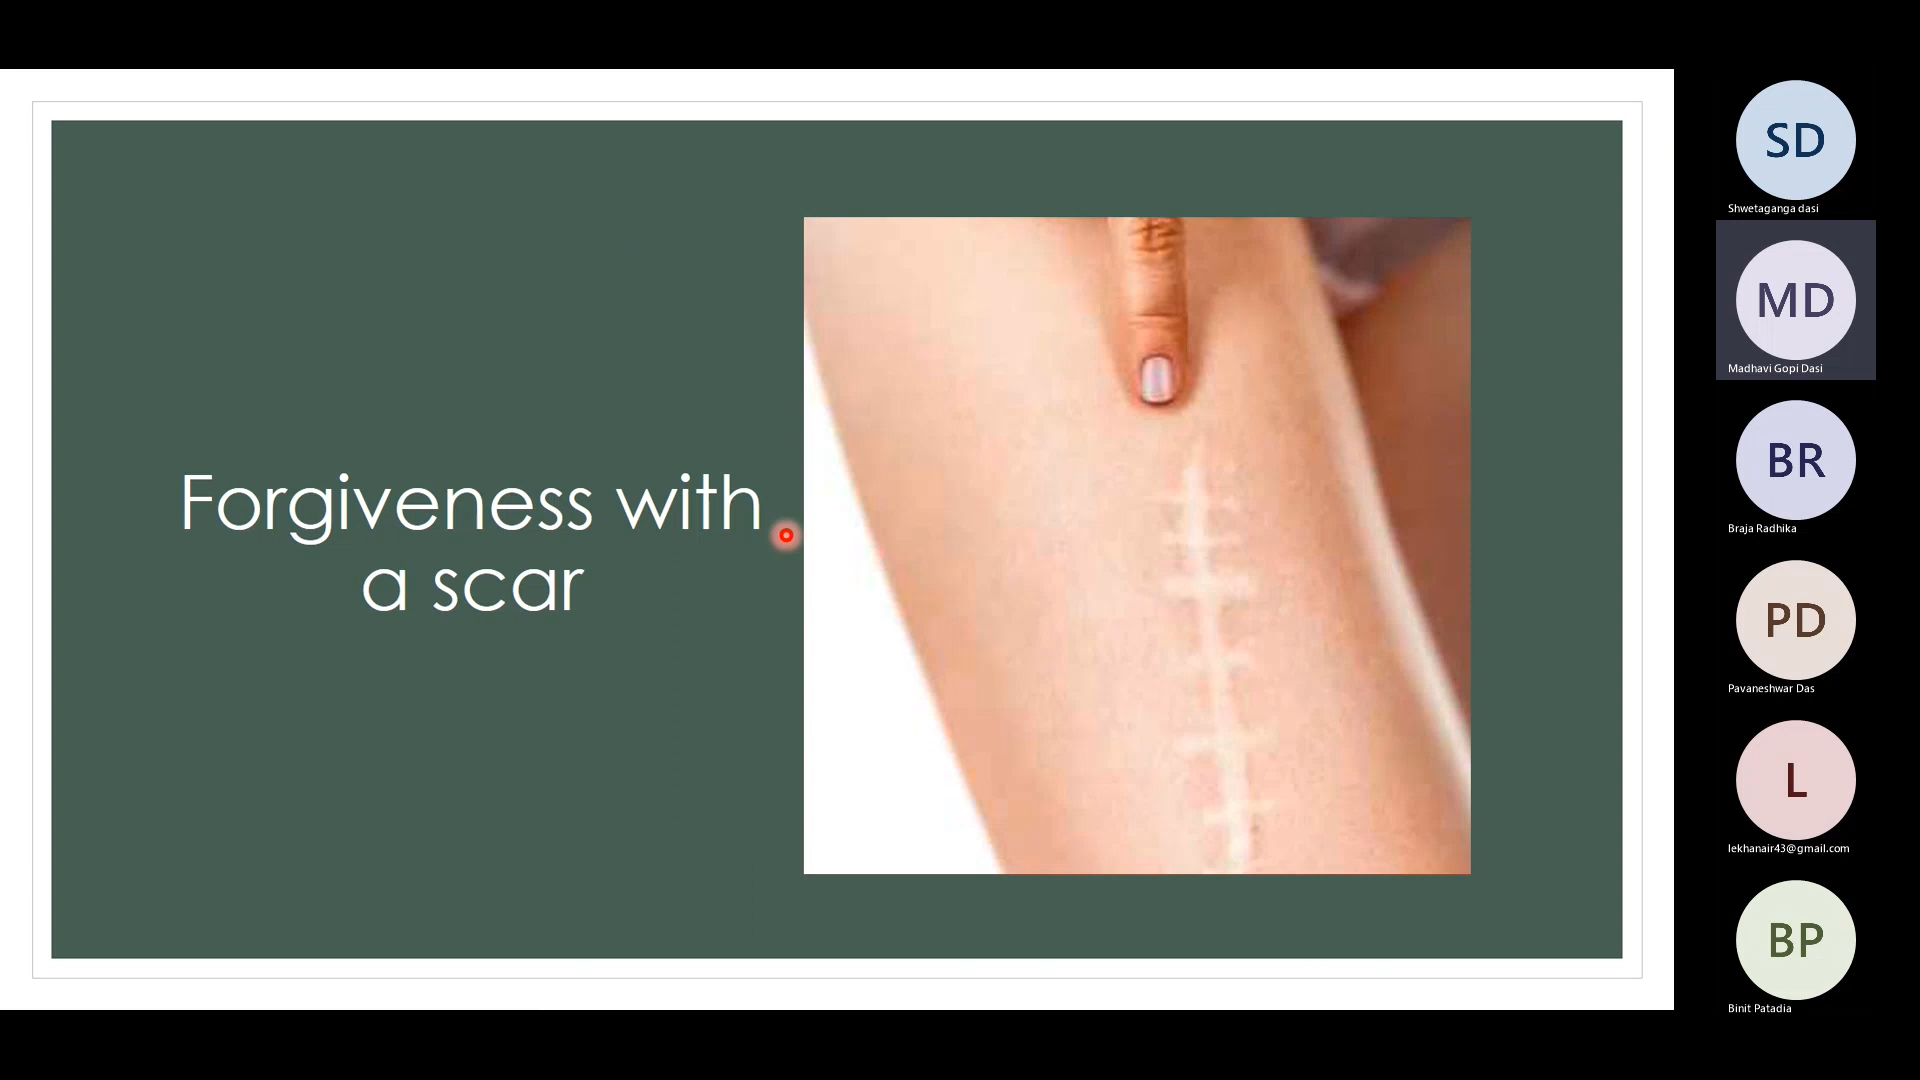 Forgiveness with
a scar
SD
Shwetaganga dasi
MD
Madhavi Gopi Dasi
BR
Braja Radhika
PD
Pavaneshwar Das
L
lekhanair43@gmail.com
BP
Binit Patadia